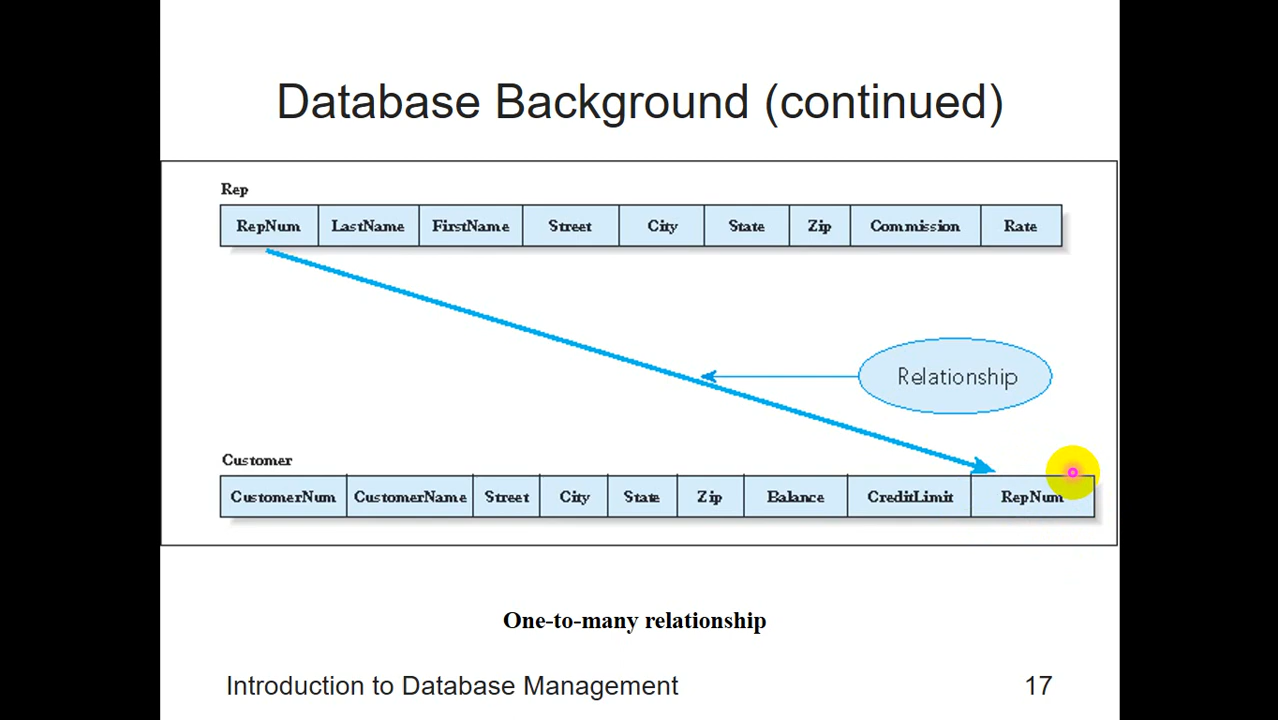 Database Background (continued)
Rep
RepNum LastName FirstName Street City State Zip Commission Rate
Relationship
Customer
CustomerNum CustomerName Street City State Zip Balance CreditLimit RepNum
One-to-many relationship
Introduction to Database Management 17